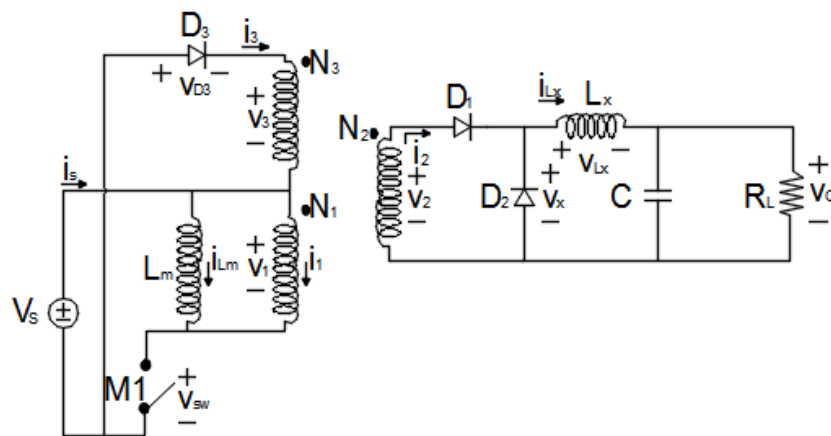 D3
i3
+ VD3 −
N3
+
V3
−
is
N1
Lm
iLm
+
V1
−
i1
VS
±
M1
+
Vsw
−
N2
D1
i2
+
V2
−
D2
+
Vx
−
iLx
Lx
+ VLx −
C
RL
+
Vo
−